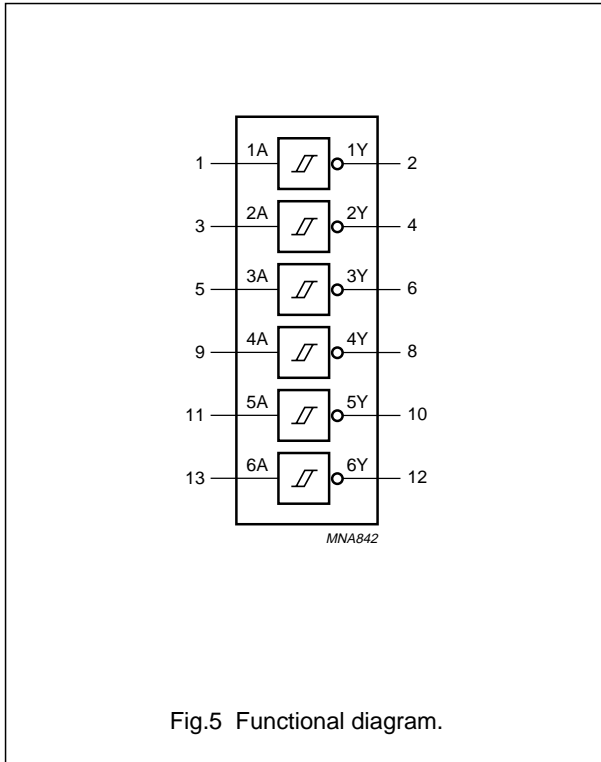 1 1A 1Y 2
3 2A 2Y 4
5 3A 3Y 6
9 4A 4Y 8
11 5A 5Y 10
13 6A 6Y 12
MNA842
Fig.5 Functional diagram.